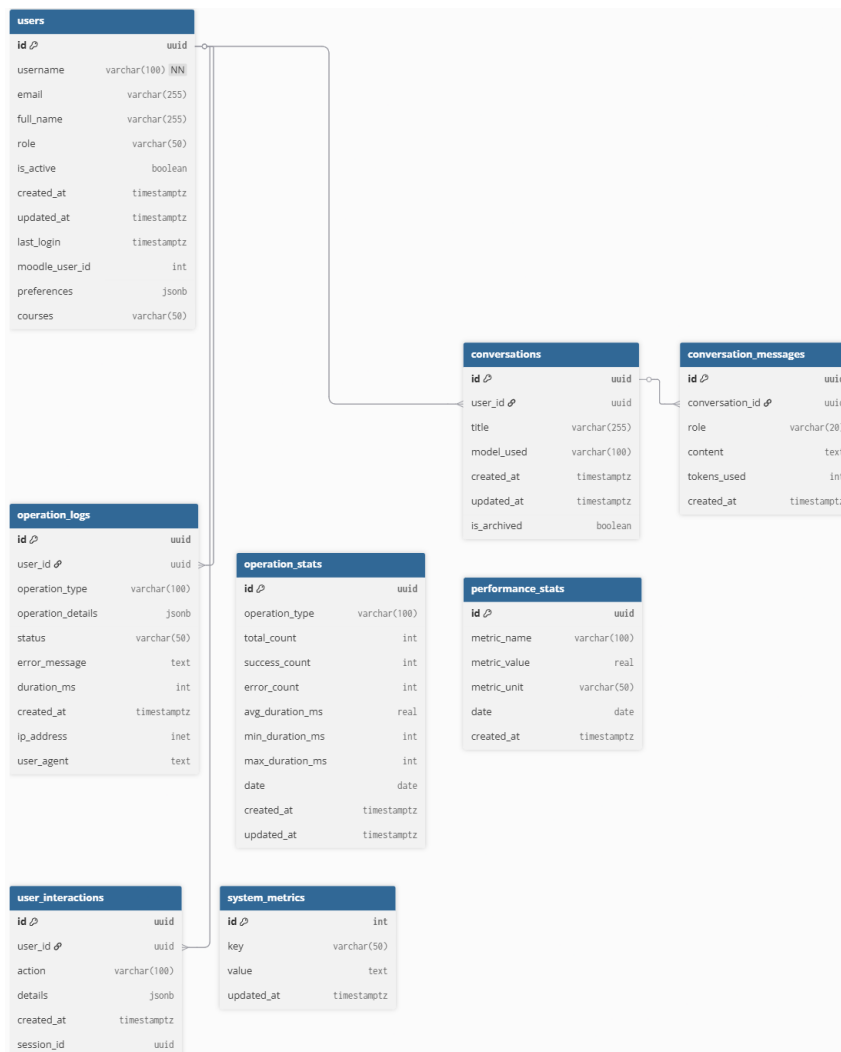 users
id uuid
username varchar(100) NN
email varchar(255)
full_name varchar(255)
role varchar(50)
is_active boolean
created_at timestamptz
updated_at timestamptz
last_login timestamptz
moodle_user_id int
preferences jsonb
courses varchar(50)
conversations
id uuid
user_id uuid
title varchar(255)
model_used varchar(100)
created_at timestamptz
updated_at timestamptz
is_archived boolean
conversation_messages
id uuid
conversation_id uuid
role varchar(20)
content text
tokens_used int
created_at timestamptz
operation_logs
id uuid
user_id uuid
operation_type varchar(100)
operation_details jsonb
status varchar(50)
error_message text
duration_ms int
created_at timestamptz
ip_address inet
user_agent text
operation_stats
id uuid
operation_type varchar(100)
total_count int
success_count int
error_count int
avg_duration_ms real
min_duration_ms int
max_duration_ms int
date date
created_at timestamptz
updated_at timestamptz
performance_stats
id uuid
metric_name varchar(100)
metric_value real
metric_unit varchar(50)
date date
created_at timestamptz
user_interactions
id uuid
user_id uuid
action varchar(100)
details jsonb
created_at timestamptz
session_id uuid
system_metrics
id int
key varchar(50)
value text
updated_at timestamptz